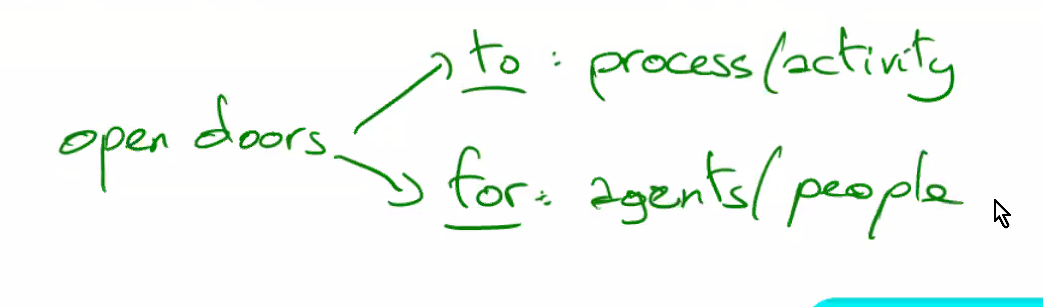 to : process/activity
open doors
for: agents/people